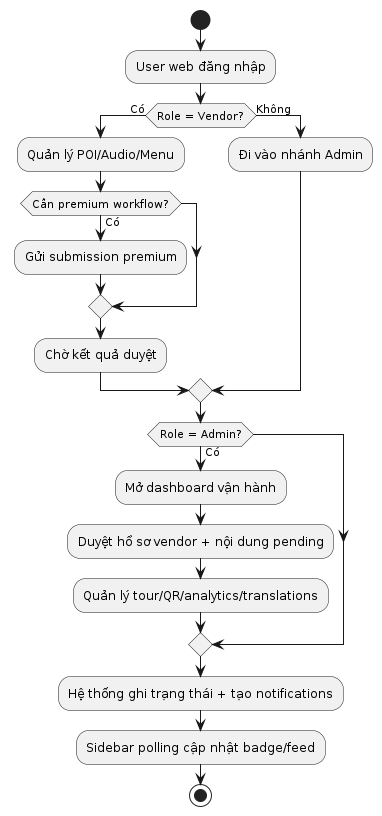 User web đăng nhập
Role = Vendor?
Có
Không
Quản lý POI/Audio/Menu
Đi vào nhánh Admin
Cần premium workflow?
Có
Gửi submission premium
Chờ kết quả duyệt
Role = Admin?
Có
Mở dashboard vận hành
Duyệt hồ sơ vendor + nội dung pending
Quản lý tour/QR/analytics/translations
Hệ thống ghi trạng thái + tạo notifications
Sidebar polling cập nhật badge/feed